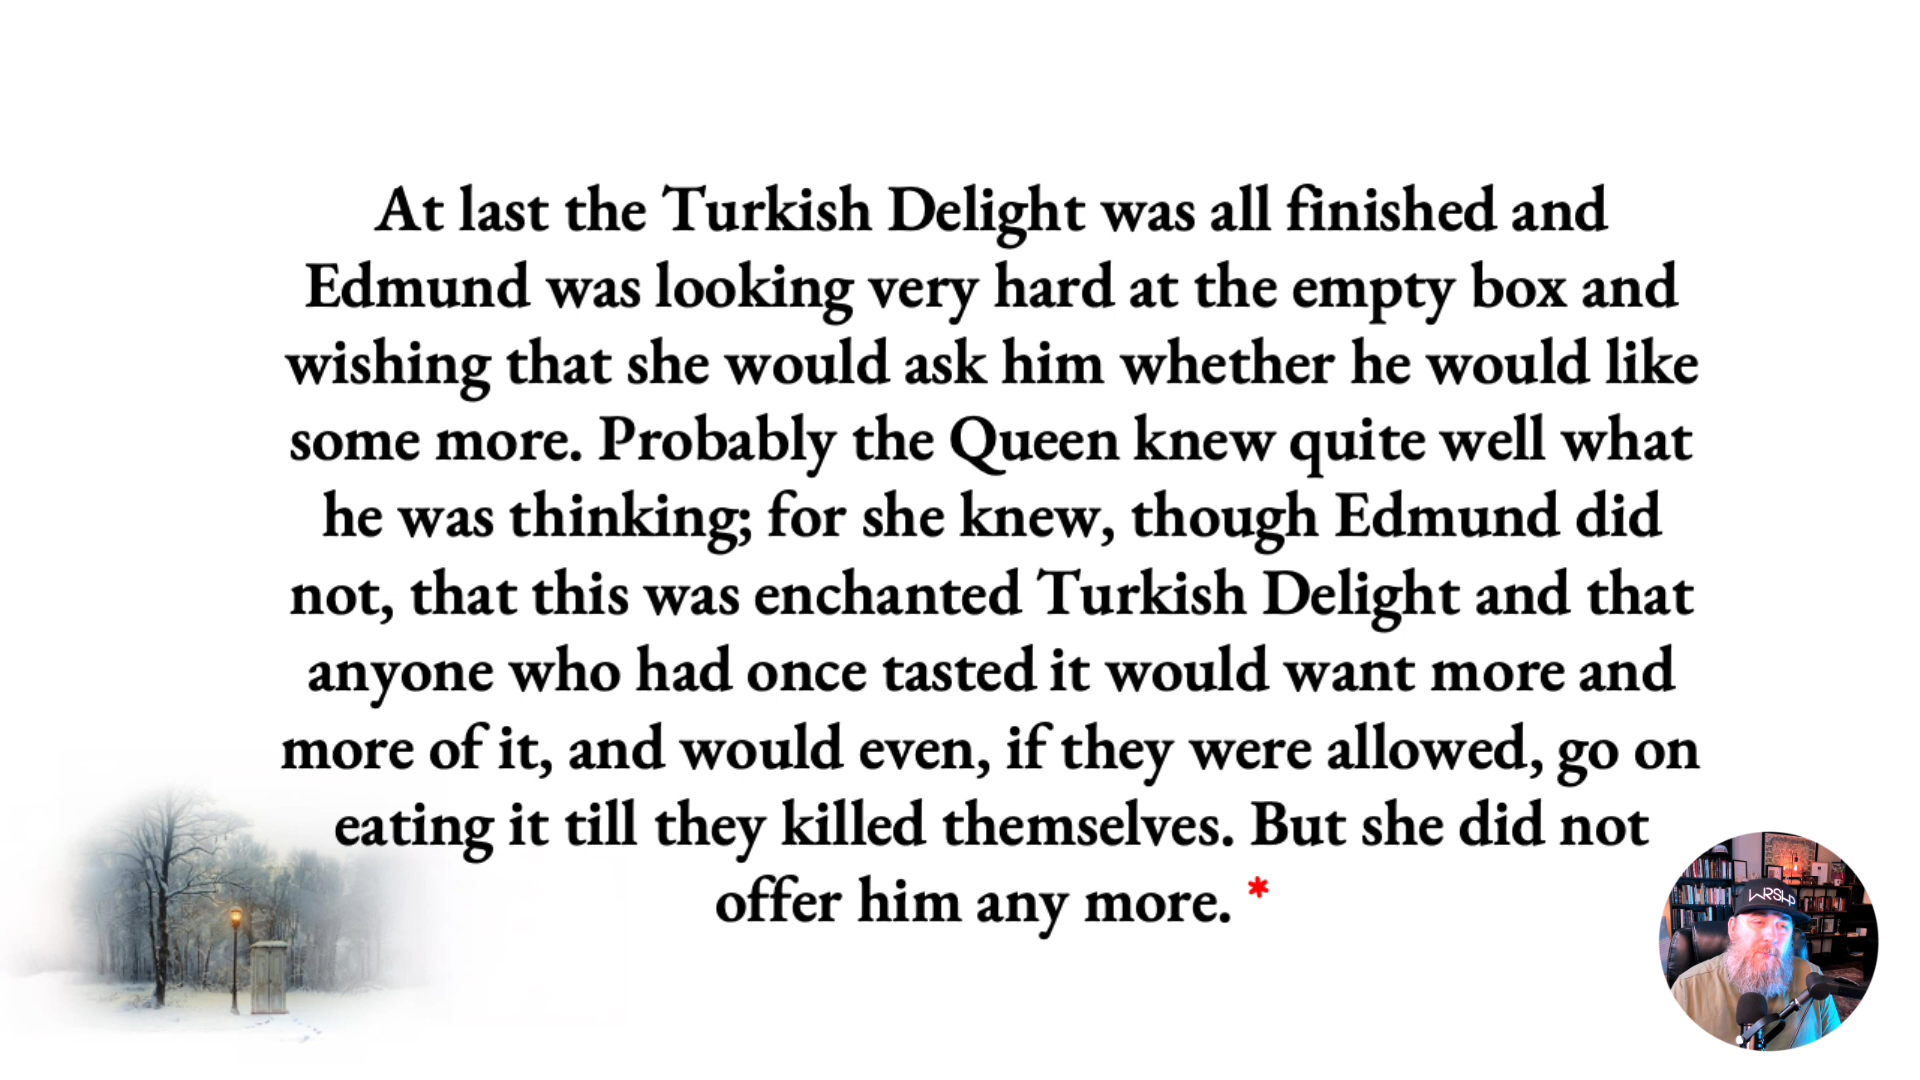 At last the Turkish Delight was all finished and
Edmund was looking very hard at the empty box and
wishing that she would ask him whether he would like
some more. Probably the Queen knew quite well what
he was thinking; for she knew, though Edmund did
not, that this was enchanted Turkish Delight and that
anyone who had once tasted it would want more and
more of it, and would even, if they were allowed, go on
eating it till they killed themselves. But she did not
offer him any more. *
WRSHP